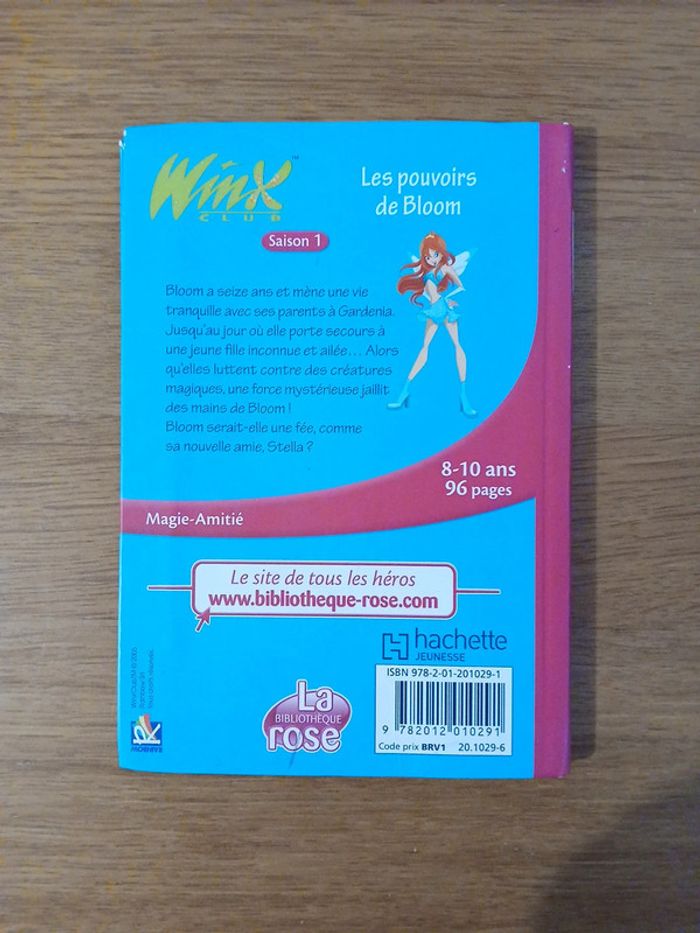 WinX™
CLUB
Saison 1
Les pouvoirs
de Bloom
Bloom a seize ans et mène une vie
tranquille avec ses parents à Gardenia.
Jusqu'au jour où elle porte secours à
une jeune fille inconnue et ailée... Alors
qu'elles luttent contre des créatures
magiques, une force mystérieuse jaillit
des mains de Bloom !
Bloom serait-elle une fée, comme
sa nouvelle amie, Stella ?
8-10 ans
96 pages
Magie-Amitié
Le site de tous les héros
www.bibliotheque-rose.com
hachette
JEUNESSE
ISBN 978-2-01-201029-1
9 782012 010291
Code prix BRV1 20.1029-6
La
BIBLIOTHÈQUE
rose
RAINBOW